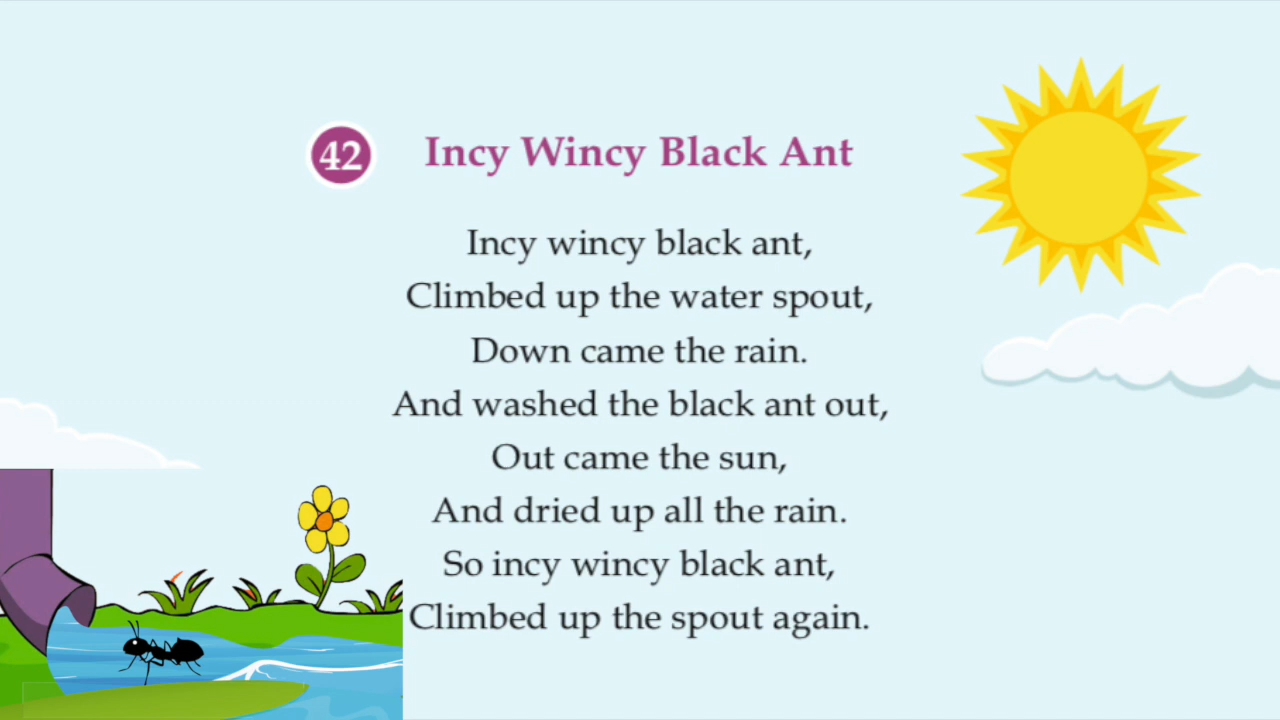 42 Incy Wincy Black Ant
Incy wincy black ant,
Climbed up the water spout,
Down came the rain.
And washed the black ant out,
Out came the sun,
And dried up all the rain.
So incy wincy black ant,
Climbed up the spout again.